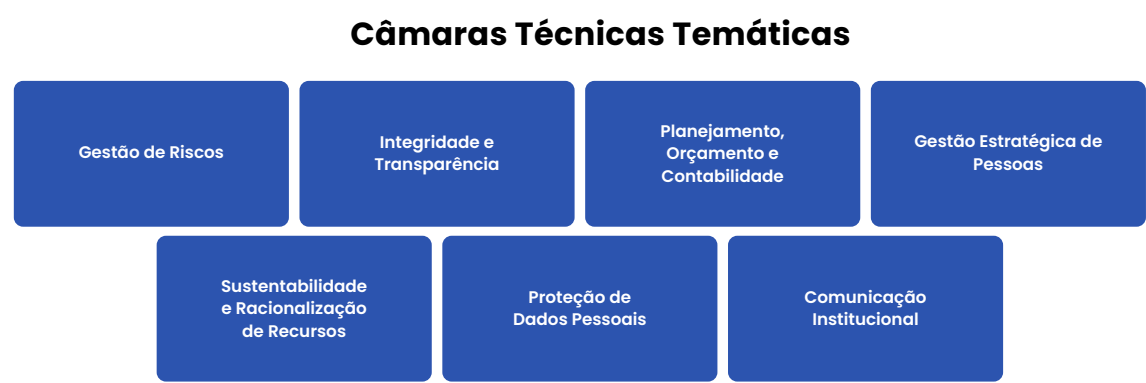 Câmaras Técnicas Temáticas
Gestão de Riscos
Integridade e
Transparência
Planejamento,
Orçamento e
Contabilidade
Gestão Estratégica de
Pessoas
Sustentabilidade
e Racionalização
de Recursos
Proteção de
Dados Pessoais
Comunicação
Institucional